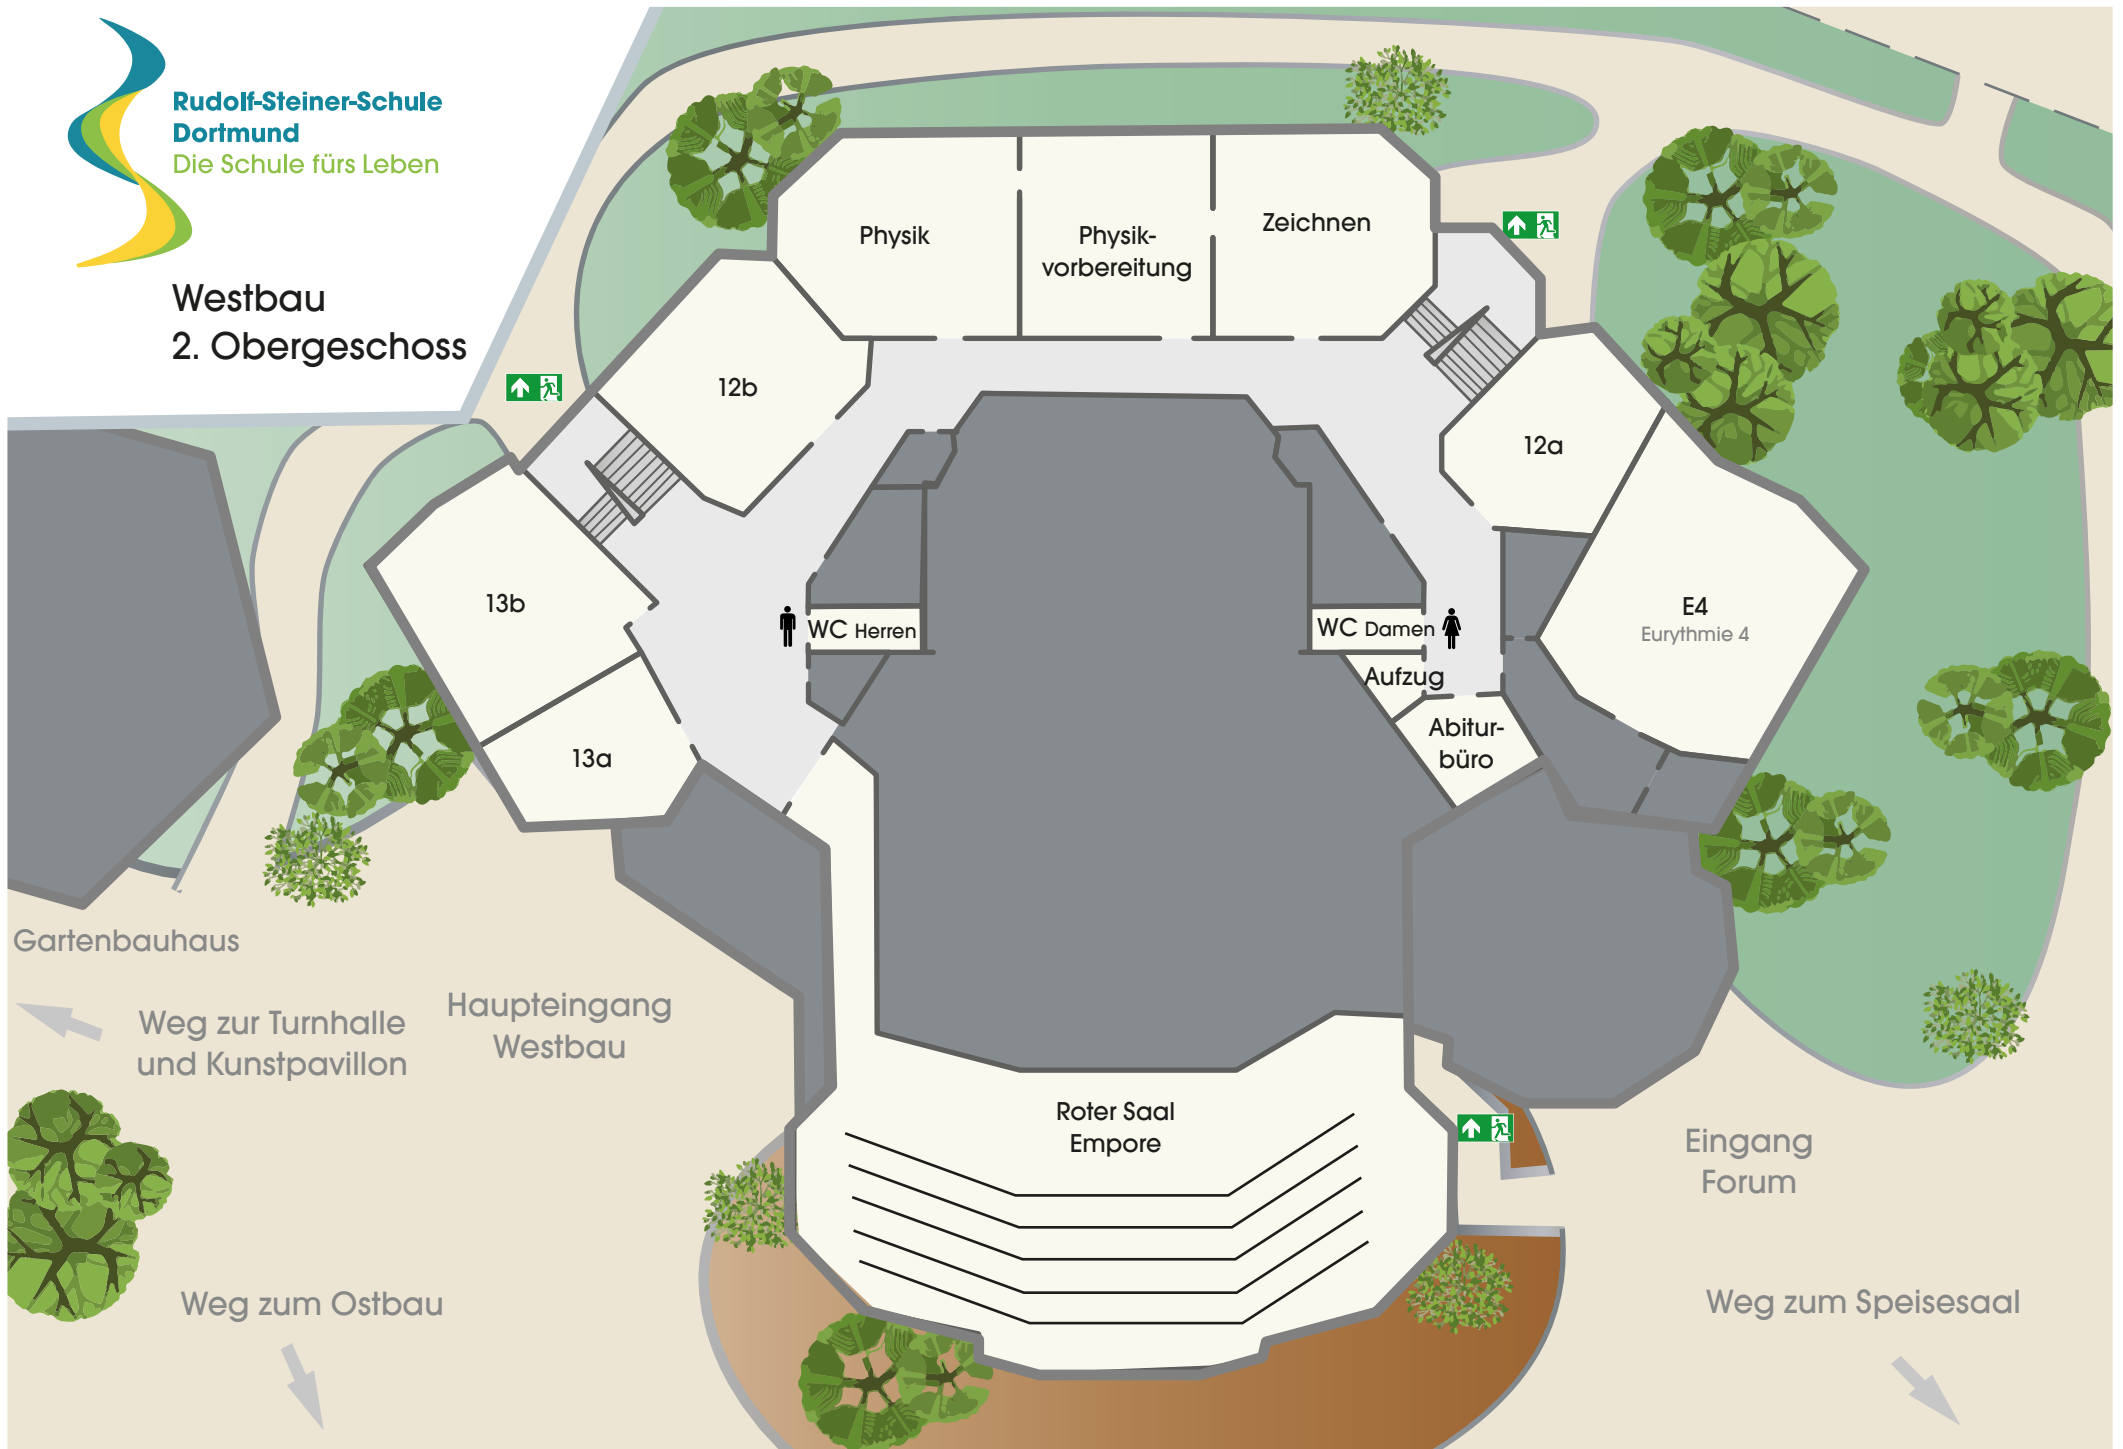 Rudolf-Steiner-Schule
Dortmund
Die Schule fürs Leben
Westbau
2. Obergeschoss
Physik
Physik-
vorbereitung
Zeichnen
12b
12a
13b
WC Herren
WC Damen
E4
Eurythmie 4
Aufzug
13a
Abitur-
büro
Gartenbauhaus
Weg zur Turnhalle
und Kunstpavillon
Haupteingang
Westbau
Roter Saal
Empore
Eingang
Forum
Weg zum Ostbau
Weg zum Speisesaal